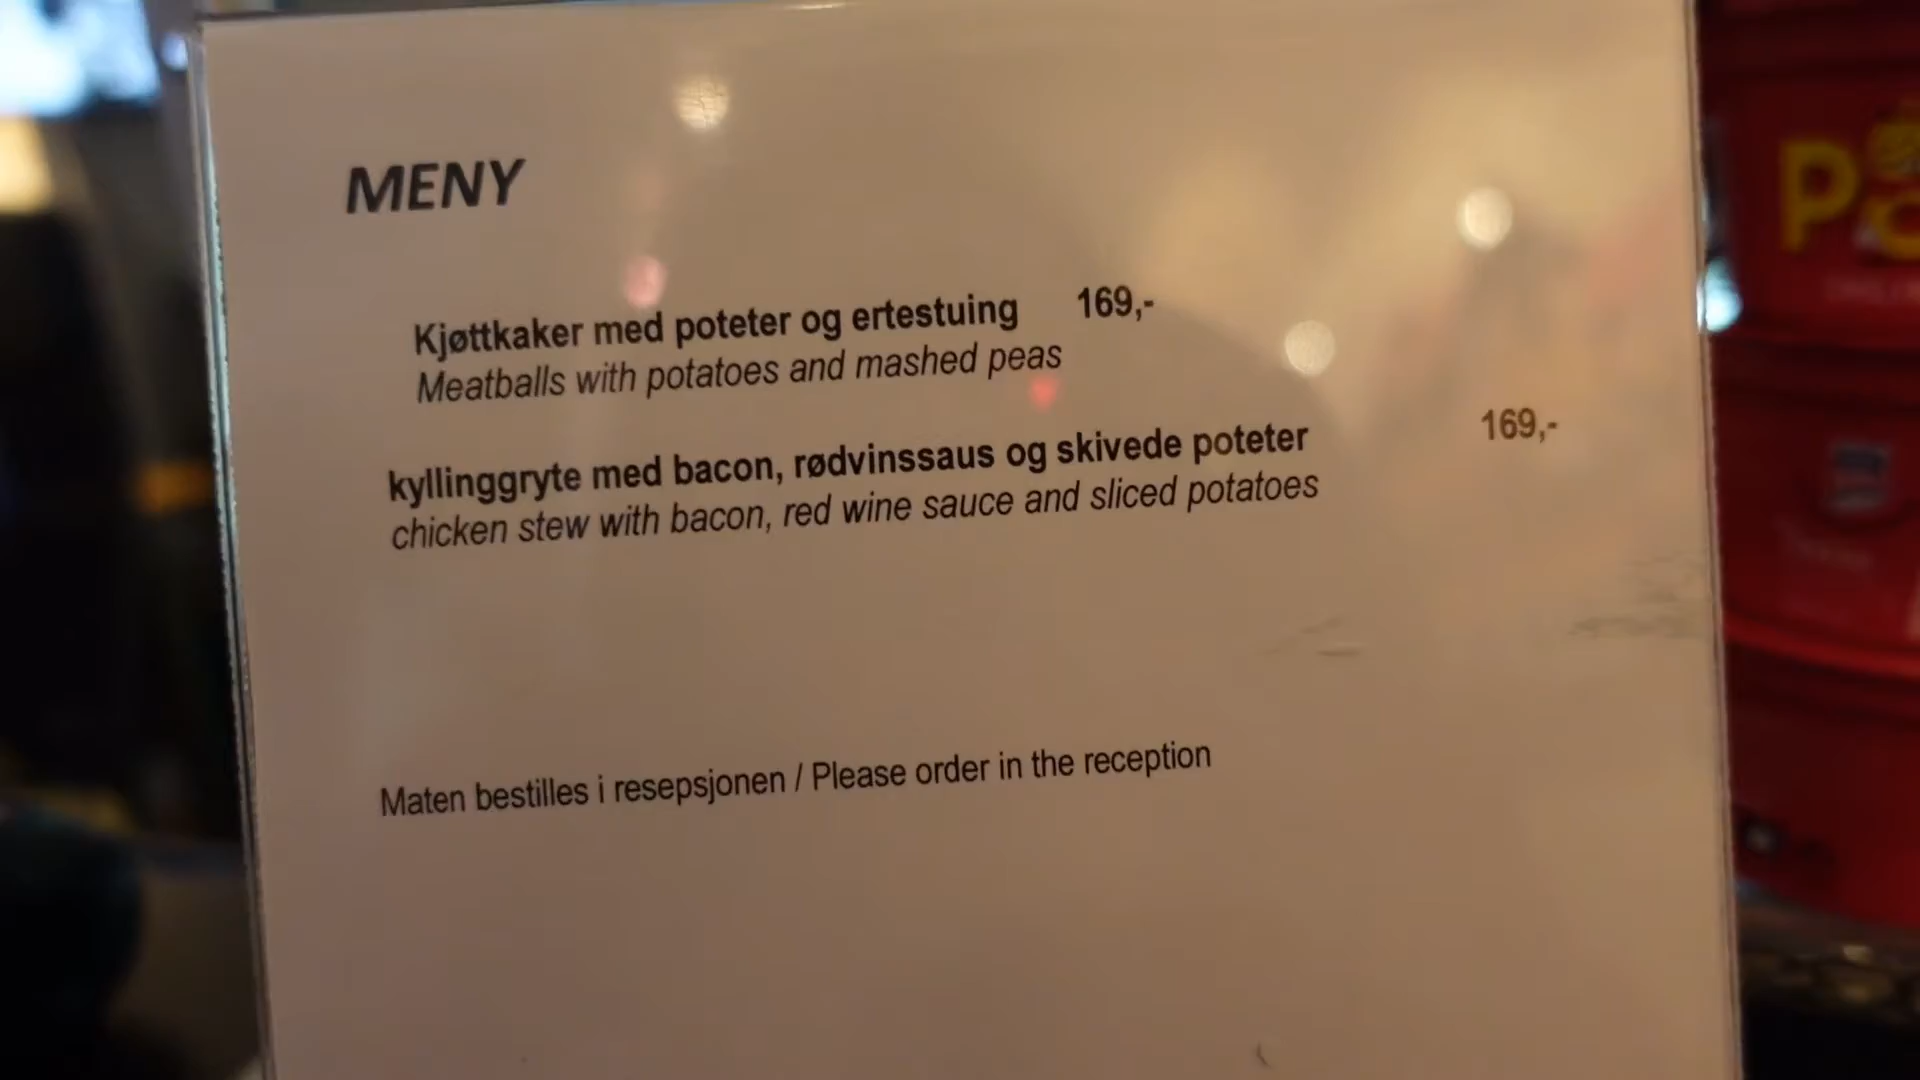 MENY
Kjøttkaker med poteter og ertestuing 169,-
Meatballs with potatoes and mashed peas
kyllinggryte med bacon, rødvinssaus og skivede poteter 169,-
chicken stew with bacon, red wine sauce and sliced potatoes
Maten bestilles i resepsjonen / Please order in the reception